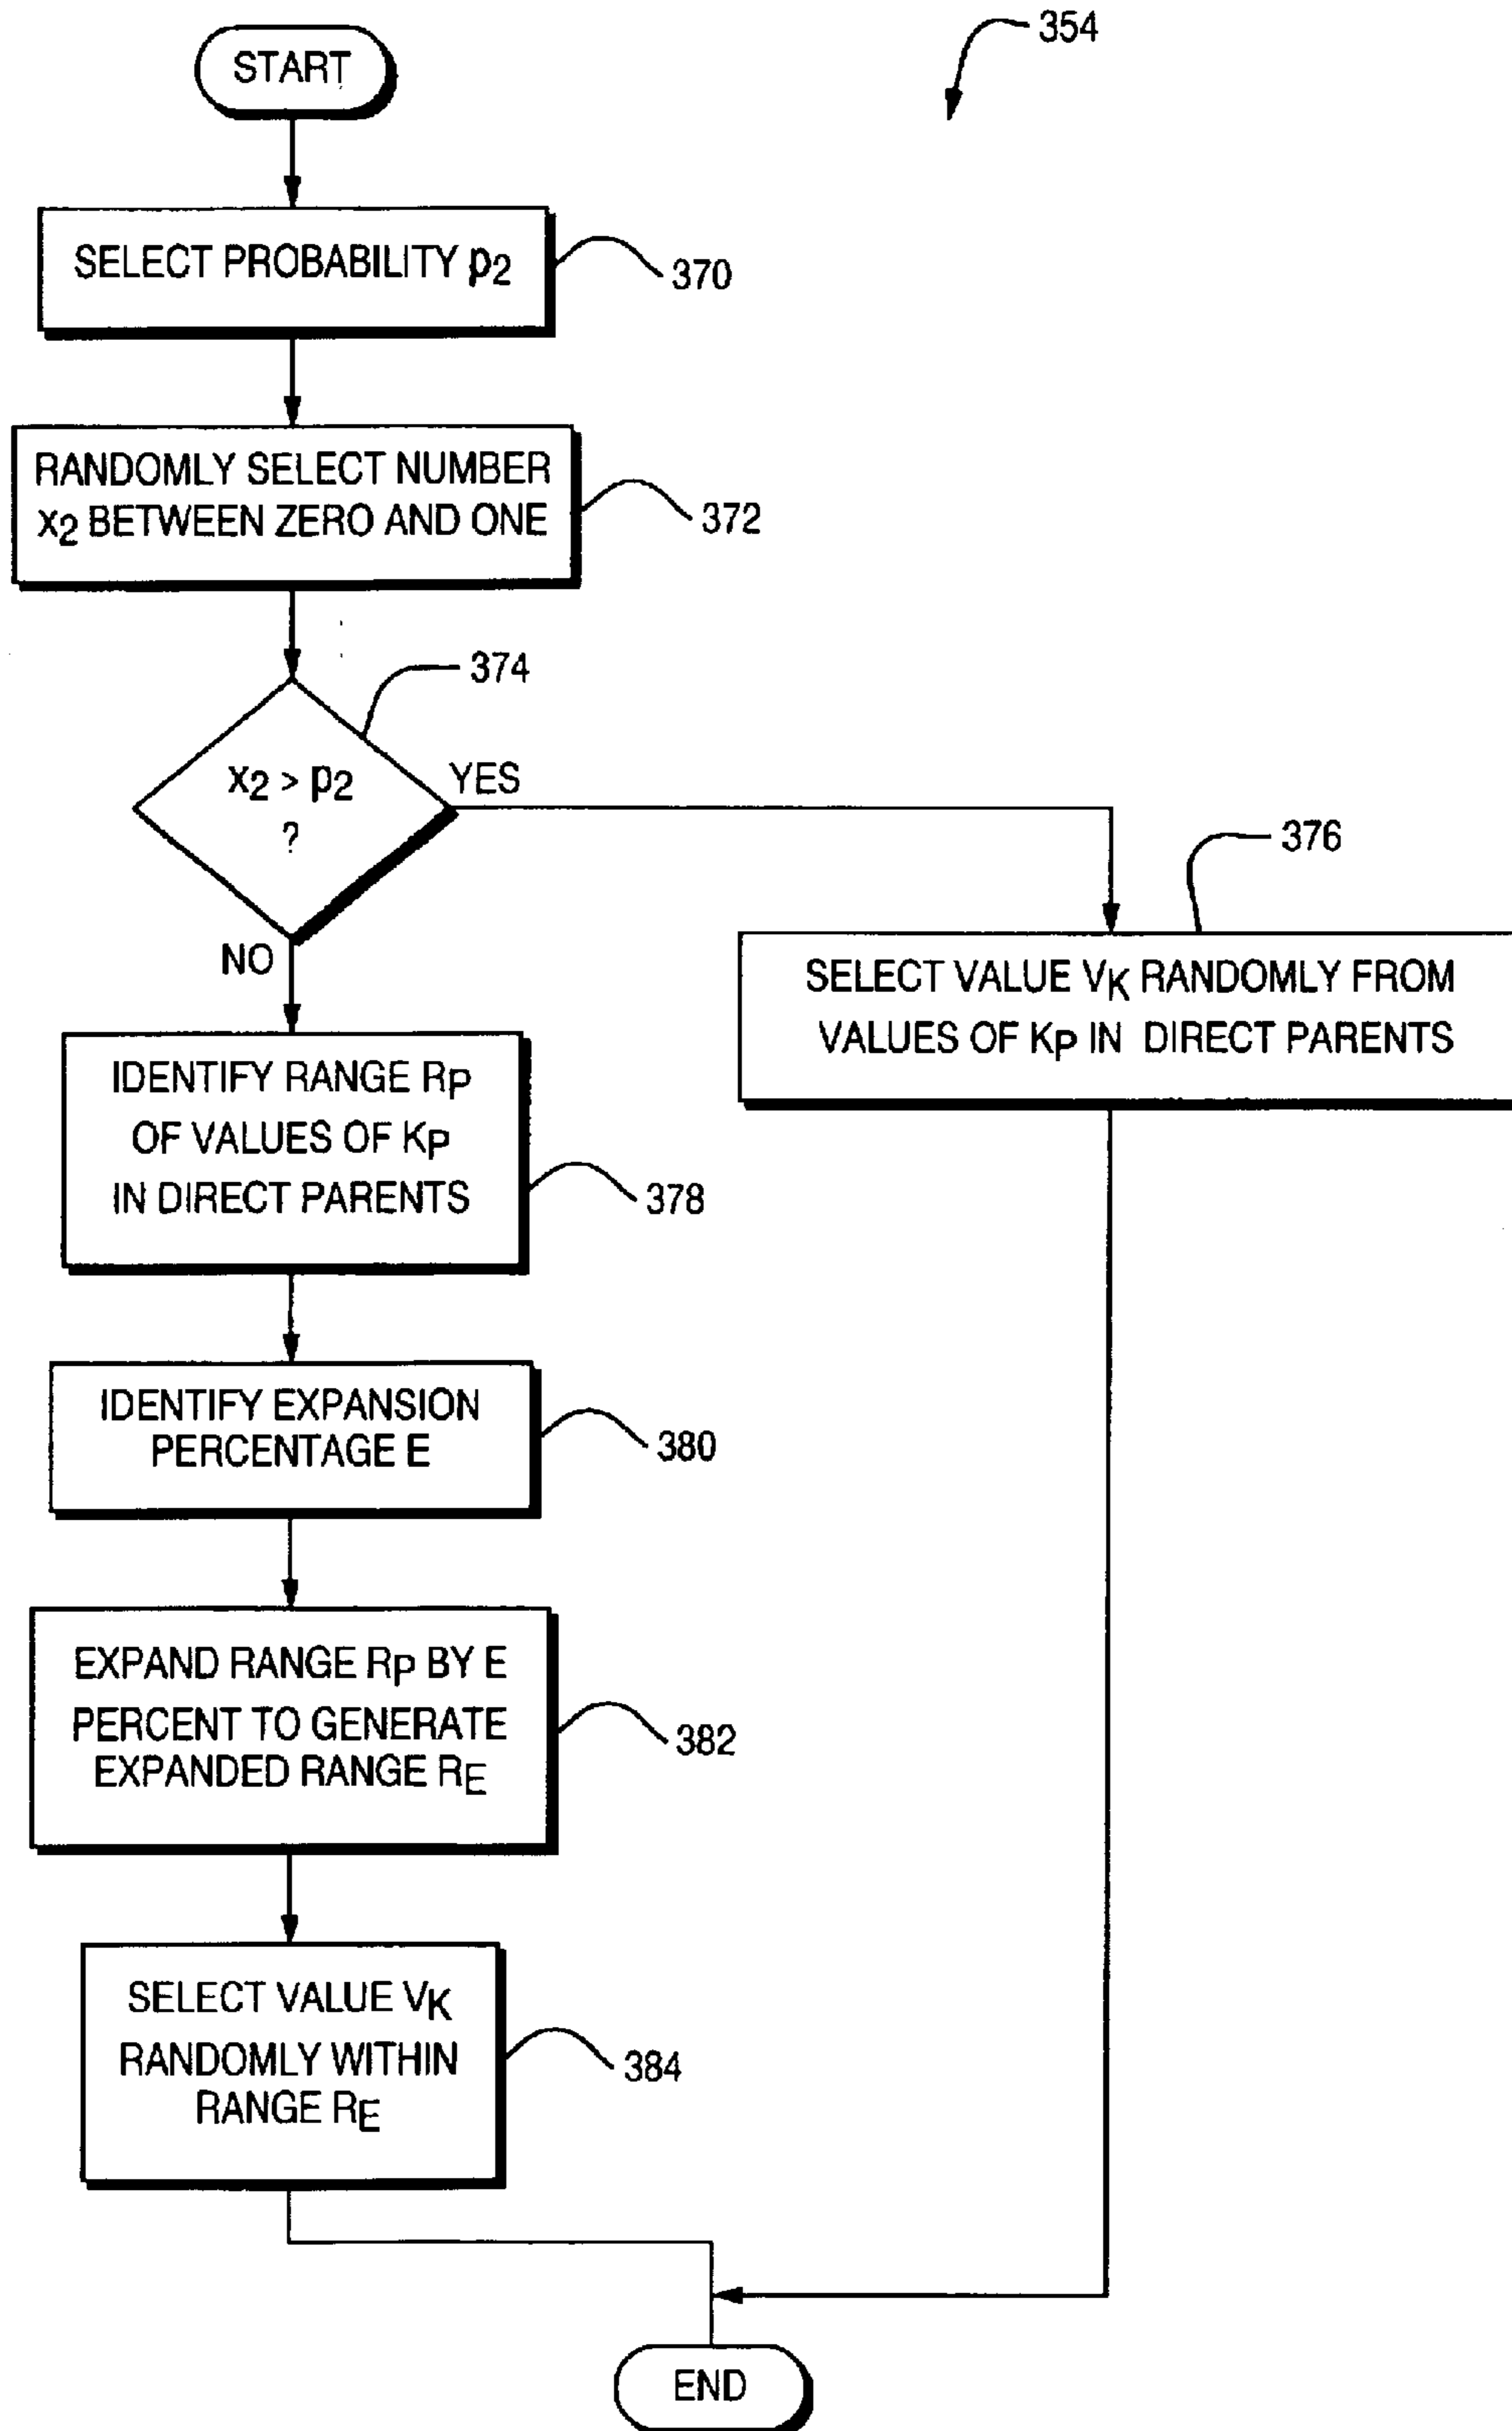 354
START
SELECT PROBABILITY p2
370
RANDOMLY SELECT NUMBER
x2 BETWEEN ZERO AND ONE
372
374
x2 > p2
?
YES
NO
376
SELECT VALUE VK RANDOMLY FROM
VALUES OF KP IN DIRECT PARENTS
IDENTIFY RANGE RP
OF VALUES OF KP
IN DIRECT PARENTS
378
IDENTIFY EXPANSION
PERCENTAGE E
380
EXPAND RANGE RP BY E
PERCENT TO GENERATE
EXPANDED RANGE RE
382
SELECT VALUE VK
RANDOMLY WITHIN
RANGE RE
384
END